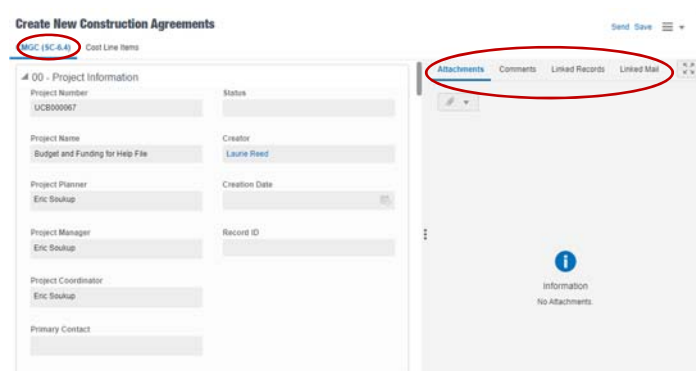 Create New Construction Agreements
Send Save
MGC (SC-6.4) Cost Line Items
Attachments Comments Linked Records Linked Mail
00 - Project Information
Project Number Status
UCB000067
Project Name Creator
Budget and Funding for Help File Laurie Reed
Project Planner Creation Date
Eric Soukup
Project Manager Record ID
Eric Soukup
Project Coordinator
Eric Soukup
Primary Contact
Information
No Attachments.